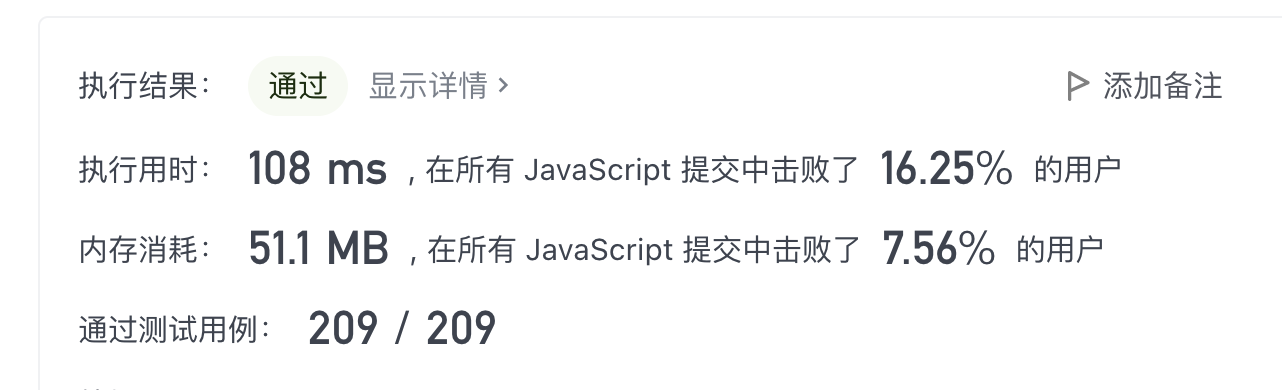 执行结果： 通过 显示详情 > 添加备注
执行用时： 108 ms , 在所有 JavaScript 提交中击败了 16.25% 的用户
内存消耗： 51.1 MB , 在所有 JavaScript 提交中击败了 7.56% 的用户
通过测试用例： 209 / 209